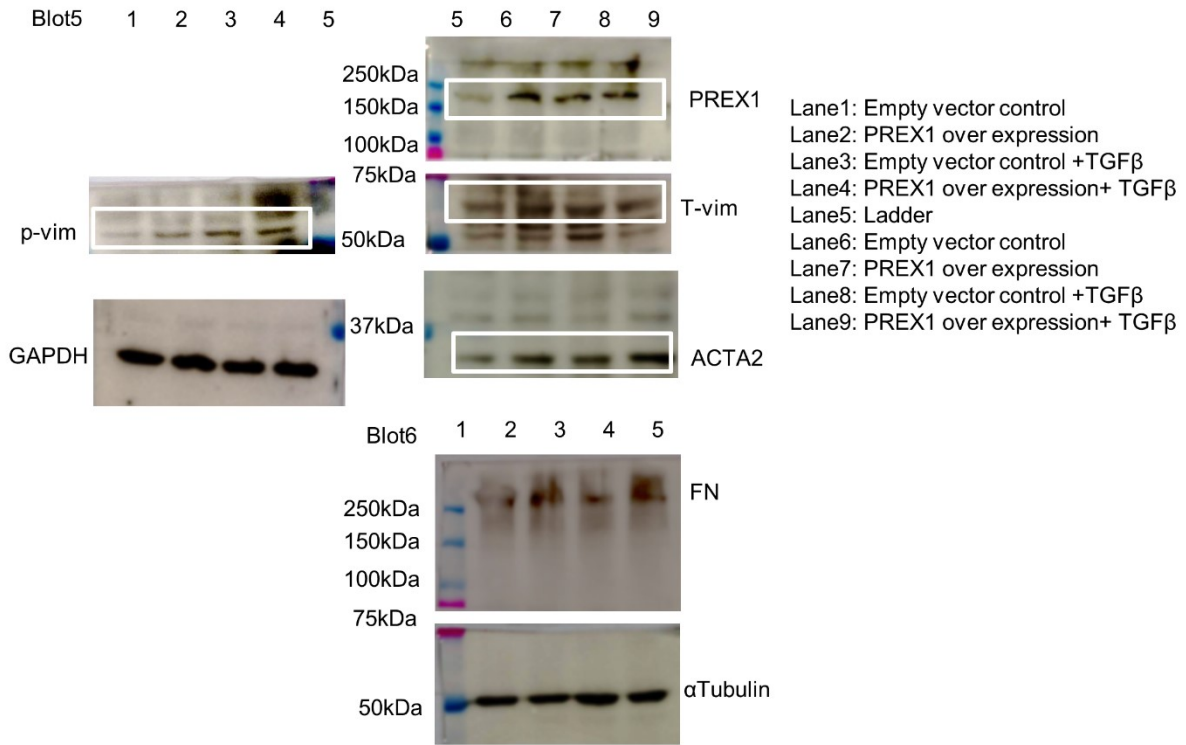 Blot5 1 2 3 4 5 5 6 7 8 9
250kDa
150kDa
100kDa
75kDa
50kDa
37kDa
PREX1
p-vim
T-vim
GAPDH
ACTA2
Lane1: Empty vector control
Lane2: PREX1 over expression
Lane3: Empty vector control +TGFβ
Lane4: PREX1 over expression+ TGFβ
Lane5: Ladder
Lane6: Empty vector control
Lane7: PREX1 over expression
Lane8: Empty vector control +TGFβ
Lane9: PREX1 over expression+ TGFβ
Blot6 1 2 3 4 5
250kDa
150kDa
100kDa
75kDa
50kDa
FN
αTubulin